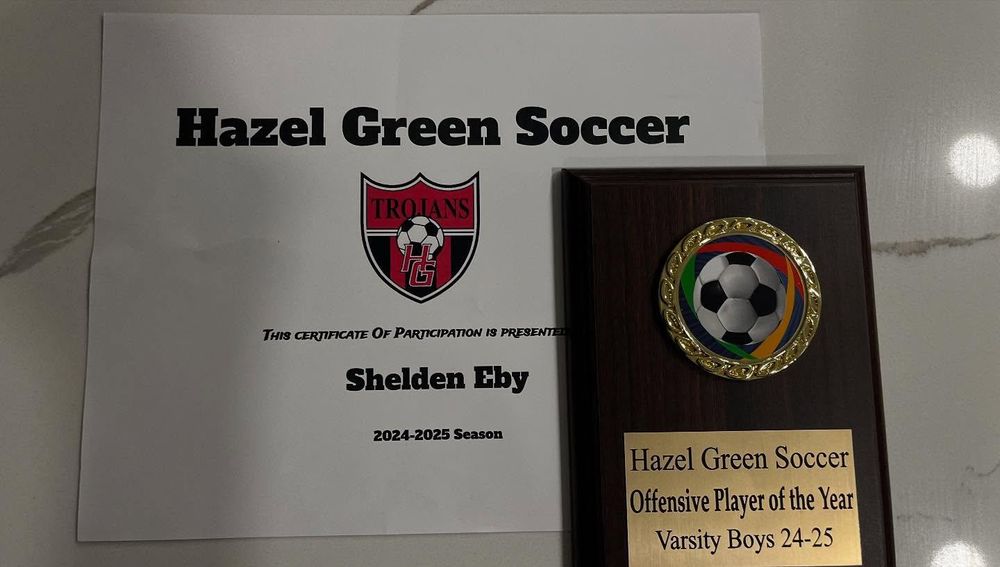 Hazel Green Soccer
TROJANS
HG
THIS CERTIFICATE OF PARTICIPATION IS PRESENTED
Shelden Eby
2024-2025 Season
Hazel Green Soccer
Offensive Player of the Year
Varsity Boys 24-25